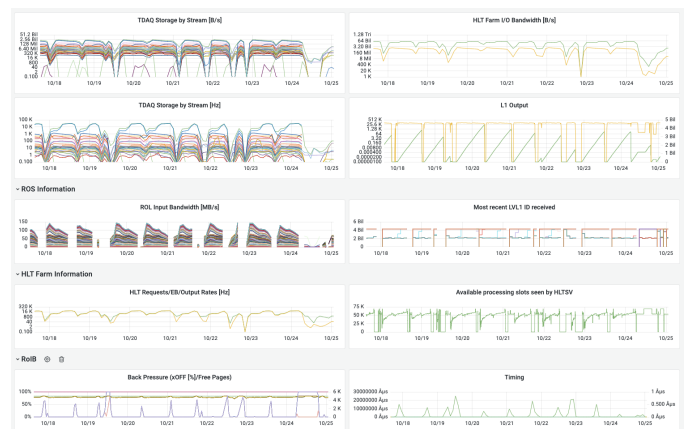 TDAQ Storage by Stream [B/s]
51.2 Bil
2.56 Bil
128 Mil
6.40 Mil
320 K
16 K
800
40
2
0.100
10/18 10/19 10/20 10/21 10/22 10/23 10/24 10/25
HLT Farm I/O Bandwidth [B/s]
1.28 Tri
64 Bil
3.20 Bil
160 Mil
8 Mil
400 K
20 K
1 K
10/18 10/19 10/20 10/21 10/22 10/23 10/24 10/25
TDAQ Storage by Stream [Hz]
100 K
10 K
1 K
100
10
1
0.100
10/18 10/19 10/20 10/21 10/22 10/23 10/24 10/25
L1 Output
512 K
25.6 K
1.28 K
64
3.20
0.160
0.00800
0.000400
0.0000200
0.00000100
5 Bil
4 Bil
3 Bil
2 Bil
1 Bil
0
10/18 10/19 10/20 10/21 10/22 10/23 10/24 10/25
ROS Information
ROL Input Bandwidth [MB/s]
150
100
50
0
10/18 10/19 10/20 10/21 10/22 10/23 10/24 10/25
Most recent LVL1 ID received
6 Bil
4 Bil
2 Bil
0
10/18 10/19 10/20 10/21 10/22 10/23 10/24 10/25
HLT Farm Information
HLT Requests/EB/Output Rates [Hz]
320 K
16 K
800
40
2
0.100
10/18 10/19 10/20 10/21 10/22 10/23 10/24 10/25
Available processing slots seen by HLTSV
75 K
50 K
25 K
0
10/18 10/19 10/20 10/21 10/22 10/23 10/24 10/25
RoIB
Back Pressure (xOFF [%]/Free Pages)
100%
50%
0%
6 K
4 K
2 K
0
10/18 10/19 10/20 10/21 10/22 10/23 10/24 10/25
Timing
30000000 Âµs
20000000 Âµs
10000000 Âµs
0 Âµs
1 Âµs
0.500 Âµs
0 Âµs
10/18 10/19 10/20 10/21 10/22 10/23 10/24 10/25